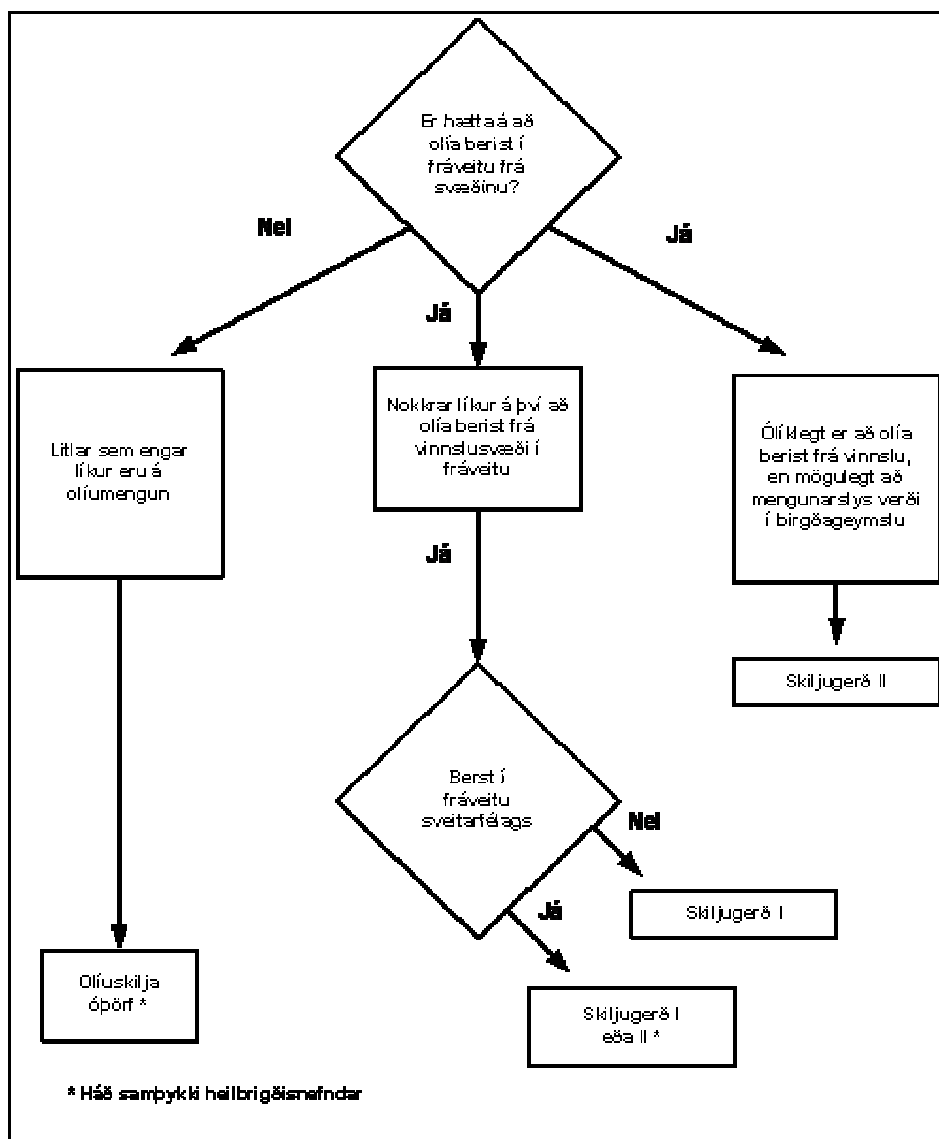 Er hætta á að
olía berist í
fráveitu frá
svæðinu?
Nei
Já
Já
Litlar sem engar
líkur eru á
olíumengun
Nokkrar líkur á því að
olía berist frá
vinnslusvæði í
fráveitu
Ólíklegt er að olía
berist frá vinnslu,
en mögulegt að
mengunarslys verði
í birgðageymslu
Já
Skiljugerð II
Berst í
fráveitu
sveitarfélags
Nei
Já
Skiljugerð I
Olíuskilja
óþörf *
Skiljugerð I
eða II *
* Háð samþykki heilbrigðisnefndar